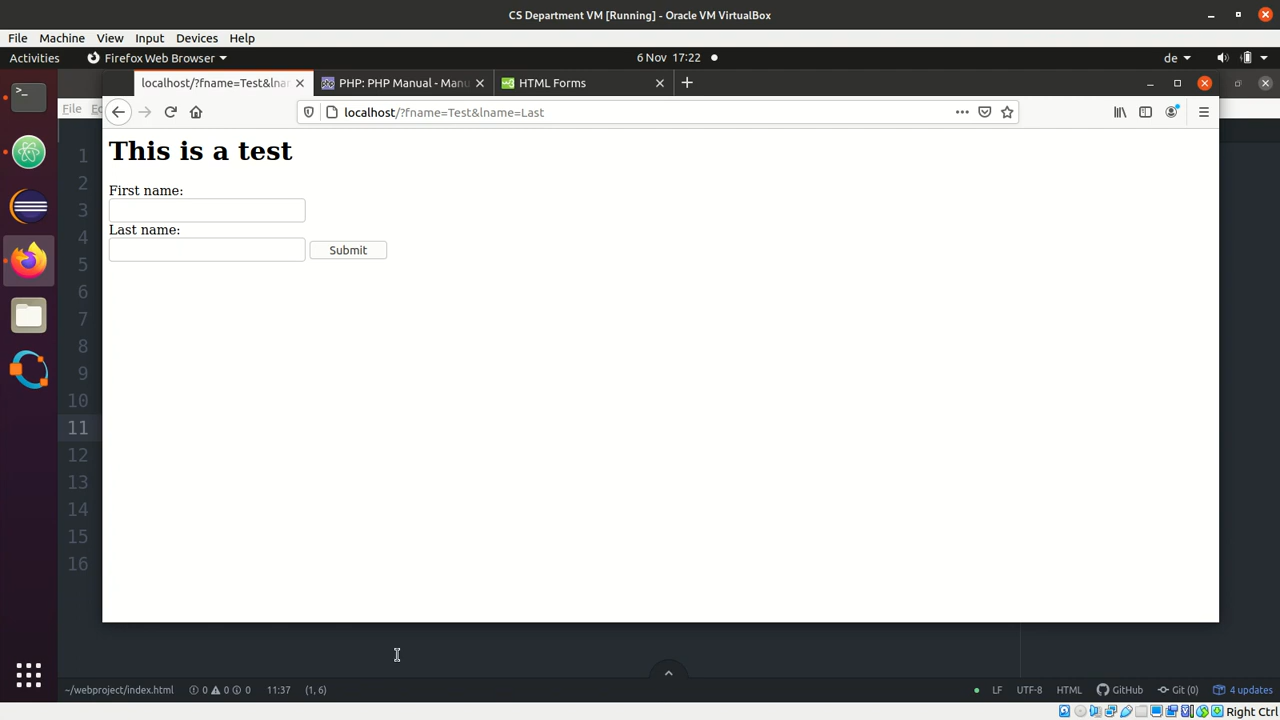 CS Department VM [Running] - Oracle VM VirtualBox
File Machine View Input Devices Help
Activities Firefox Web Browser 6 Nov 17:22 de
localhost/?fname=Test&lnar PHP: PHP Manual - Manu HTML Forms
File
localhost/?fname=Test&lname=Last
This is a test
First name:
Last name:
Submit
1
2
3
4
5
6
7
8
9
10
11
12
13
14
15
16
~/webproject/index.html 0 0 0 11:37 (1, 6) LF UTF-8 HTML GitHub Git (0) 4 updates
Right Ctrl